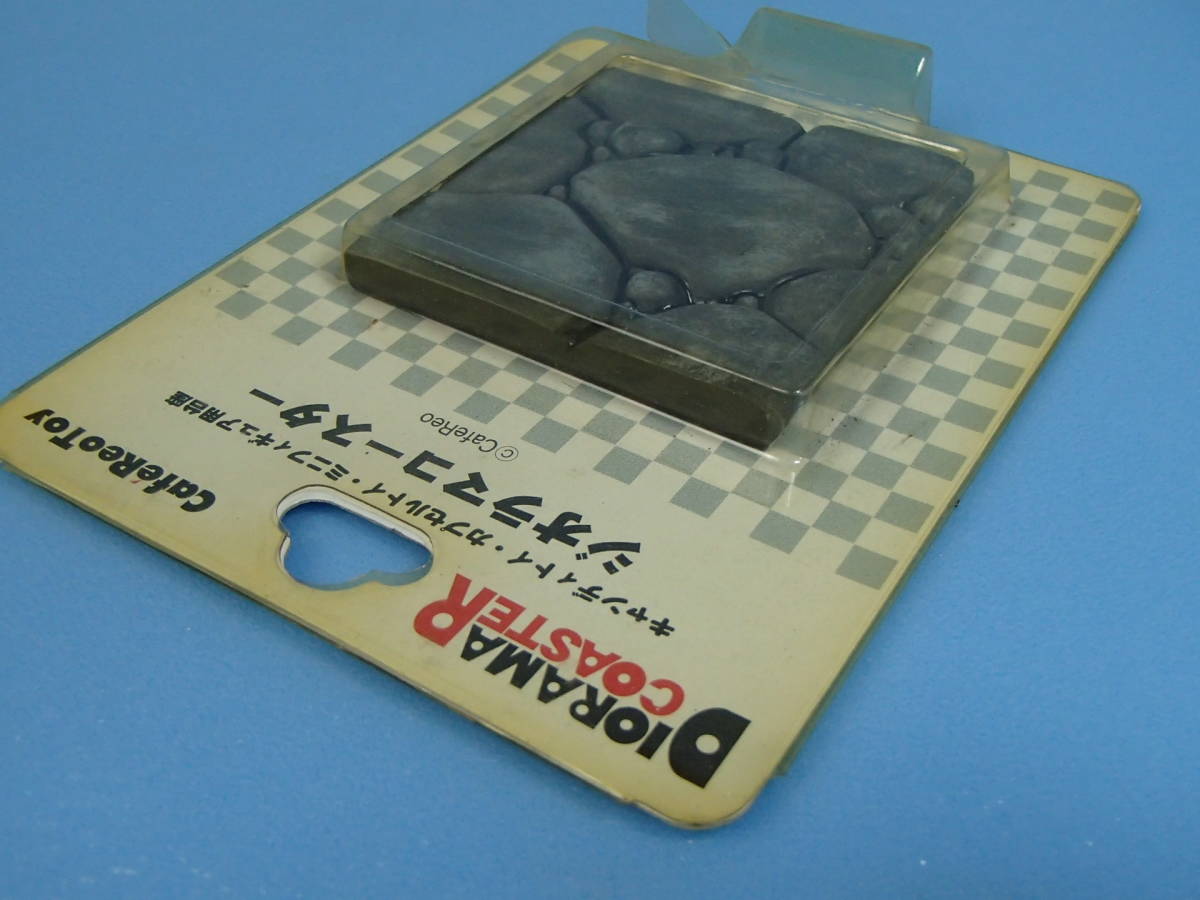 DIORAMA
COASTER
キャンディトイ・カプセルトイ・ミニフィギュア用台座
ジオラマコースター
©CafeReo
CaféReoToy